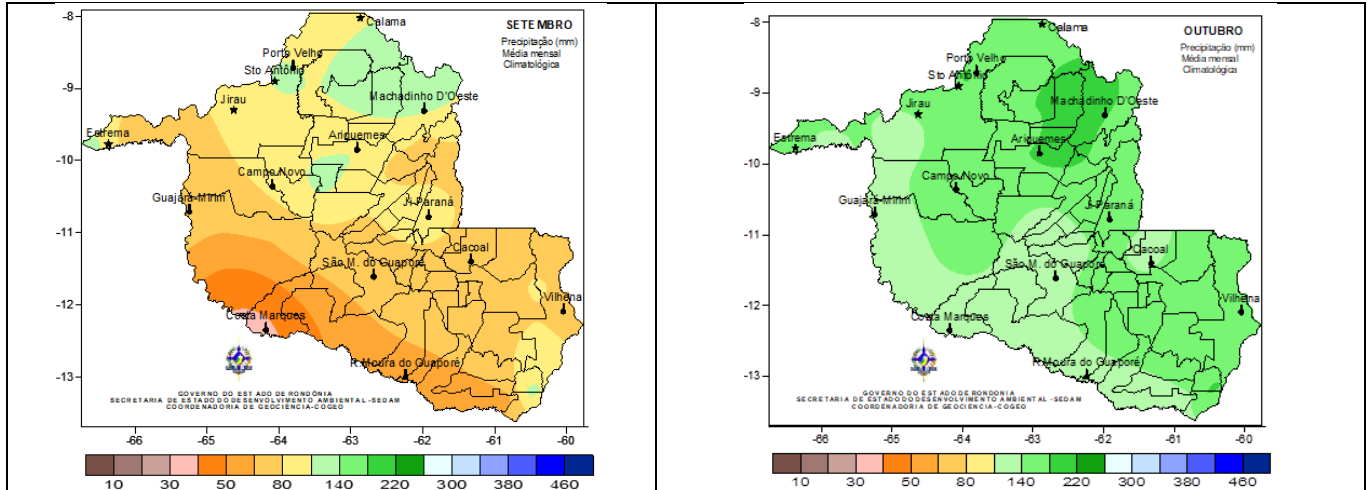 SETEMBRO
Precipitação (mm)
Média mensal
Climatológica
-8
-9
-10
-11
-12
-13
Calama
Porto Velho
Sto Antônio
Machadinho D'Oeste
Jirau
Estrema
Ariquemes
Campo Novo
Guajará-Mirim
Ji Paraná
Cacoal
São M. do Guaporé
Vilhena
Costa Marques
R.Moura do Guaporé
GOVERNO DO ESTADO DE RONDÔNIA
SECRETARIA DE ESTADO DO DESENVOLVIMENTO AMBIENTAL -SEDAM
COORDENADORIA DE GEOCIÊNCIA-COGEO
-66 -65 -64 -63 -62 -61 -60
10 30 50 80 140 220 300 380 460
OUTUBRO
Precipitação (mm)
Média mensal
Climatológica
-8
-9
-10
-11
-12
-13
Calama
Porto Velho
Sto Antônio
Machadinho D'Oeste
Jirau
Estrema
Ariquemes
Campo Novo
Guajará-Mirim
Ji Paraná
Cacoal
São M. do Guaporé
Vilhena
Costa Marques
R.Moura do Guaporé
GOVERNO DO ESTADO DE RONDONIA
SECRETARIA DE ESTADO DO DESENVOLVIMENTO AMBIENTAL -SEDAM
COORDENADORIA DE GEOCIENCIA-COGEO
-66 -65 -64 -63 -62 -61 -60
10 30 50 80 140 220 300 380 460